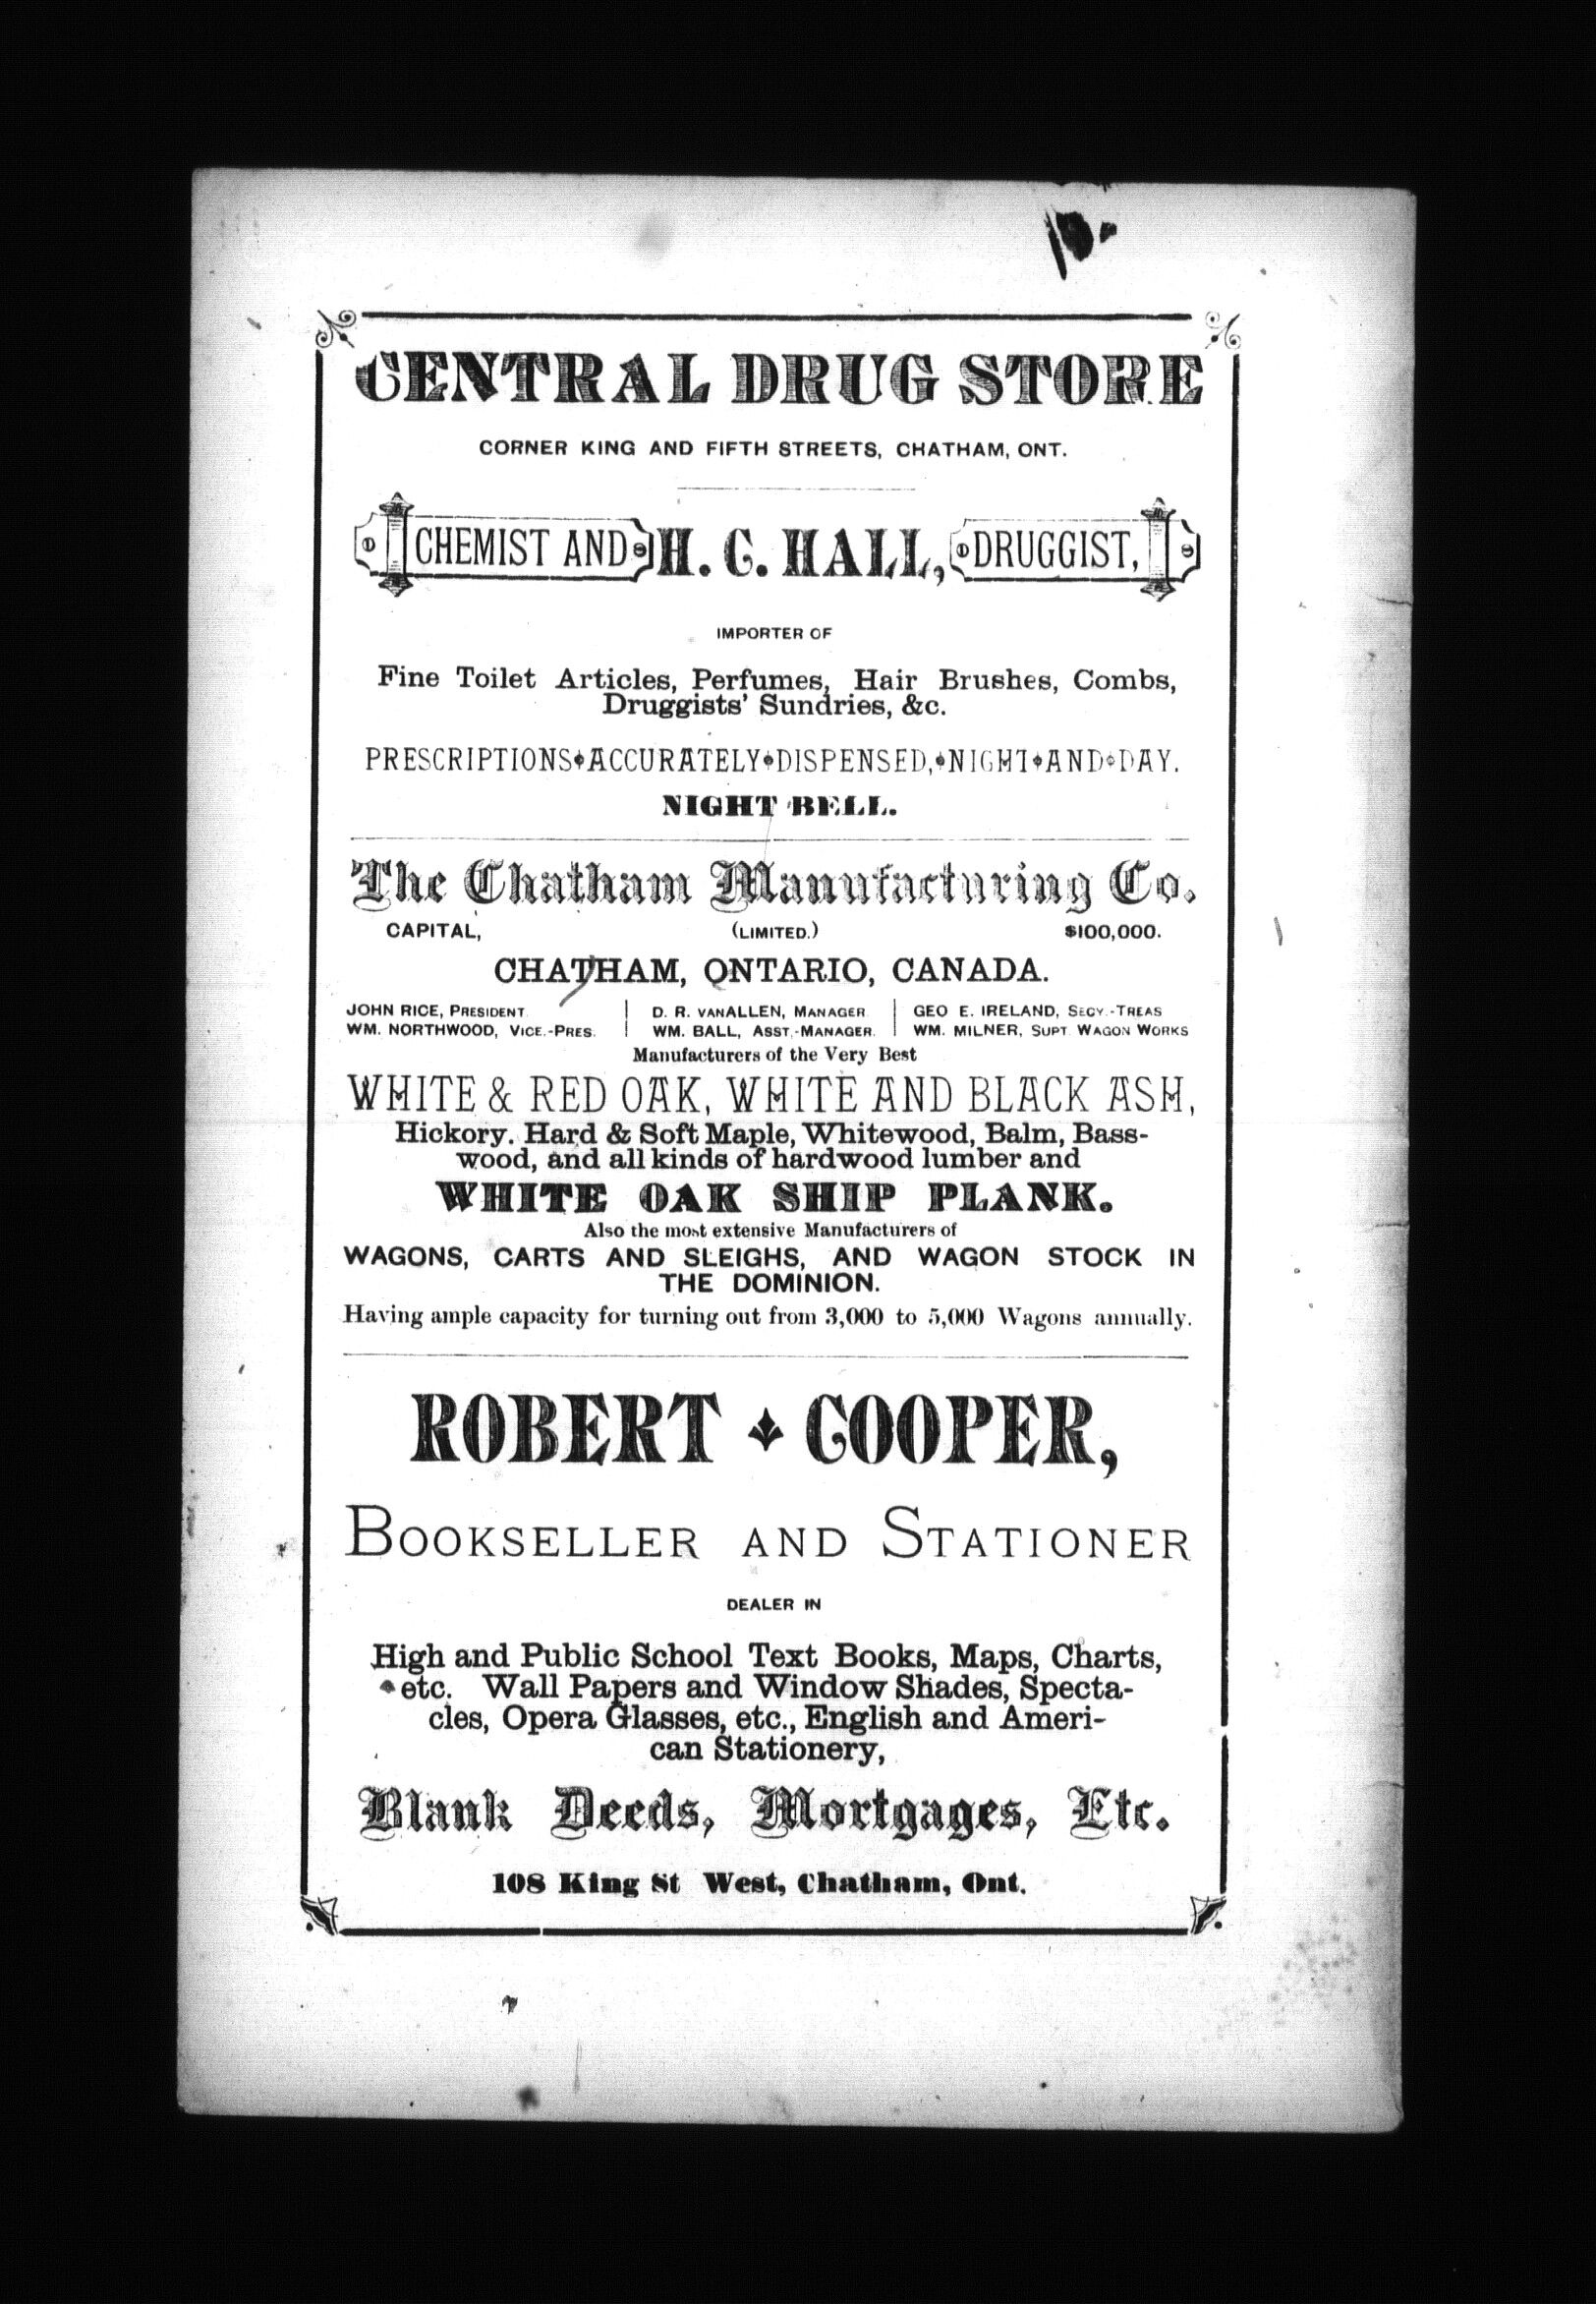 CENTRAL DRUG STORE
CORNER KING AND FIFTH STREETS, CHATHAM, ONT.
CHEMIST AND H. C. HALL, DRUGGIST,
IMPORTER OF
Fine Toilet Articles, Perfumes, Hair Brushes, Combs,
Druggists' Sundries, &c.
PRESCRIPTIONS ACCURATELY DISPENSED, NIGHT AND DAY.
NIGHT BELL.
The Chatham Manufacturing Co.
CAPITAL, (LIMITED.) $100,000.
CHATHAM, ONTARIO, CANADA.
JOHN RICE, PRESIDENT | D. R. VANALLEN, MANAGER | GEO E. IRELAND, SECY.-TREAS
WM. NORTHWOOD, VICE.-PRES. | WM. BALL, ASST.-MANAGER. | WM. MILNER, SUPT WAGON WORKS
Manufacturers of the Very Best
WHITE & RED OAK, WHITE AND BLACK ASH,
Hickory. Hard & Soft Maple, Whitewood, Balm, Bass-
wood, and all kinds of hardwood lumber and
WHITE OAK SHIP PLANK.
Also the most extensive Manufacturers of
WAGONS, CARTS AND SLEIGHS, AND WAGON STOCK IN
THE DOMINION.
Having ample capacity for turning out from 3,000 to 5,000 Wagons annually.
ROBERT COOPER,
BOOKSELLER AND STATIONER
DEALER IN
High and Public School Text Books, Maps, Charts,
etc. Wall Papers and Window Shades, Specta-
cles, Opera Glasses, etc., English and Ameri-
can Stationery,
Blank Deeds, Mortgages, Etc.
108 King St West, Chatham, Ont.